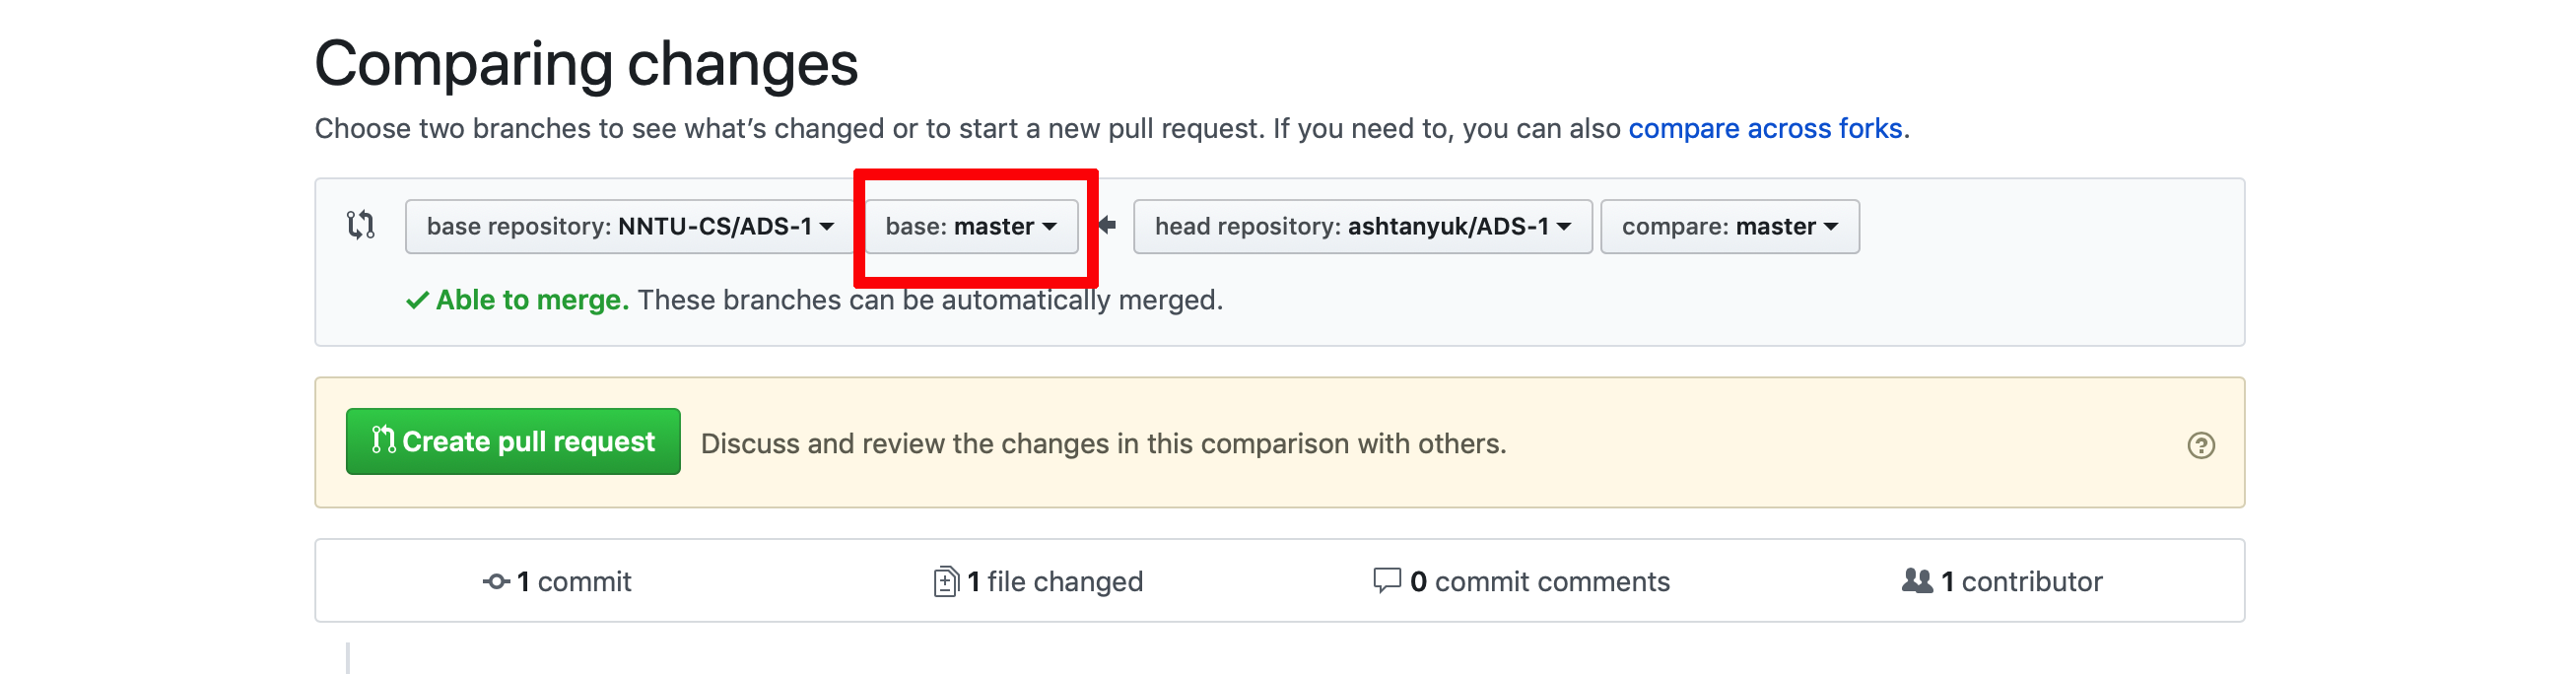 Comparing changes
Choose two branches to see what’s changed or to start a new pull request. If you need to, you can also compare across forks.
base repository: NNTU-CS/ADS-1 base: master head repository: ashtanyuk/ADS-1 compare: master
Able to merge. These branches can be automatically merged.
Create pull request Discuss and review the changes in this comparison with others.
1 commit 1 file changed 0 commit comments 1 contributor